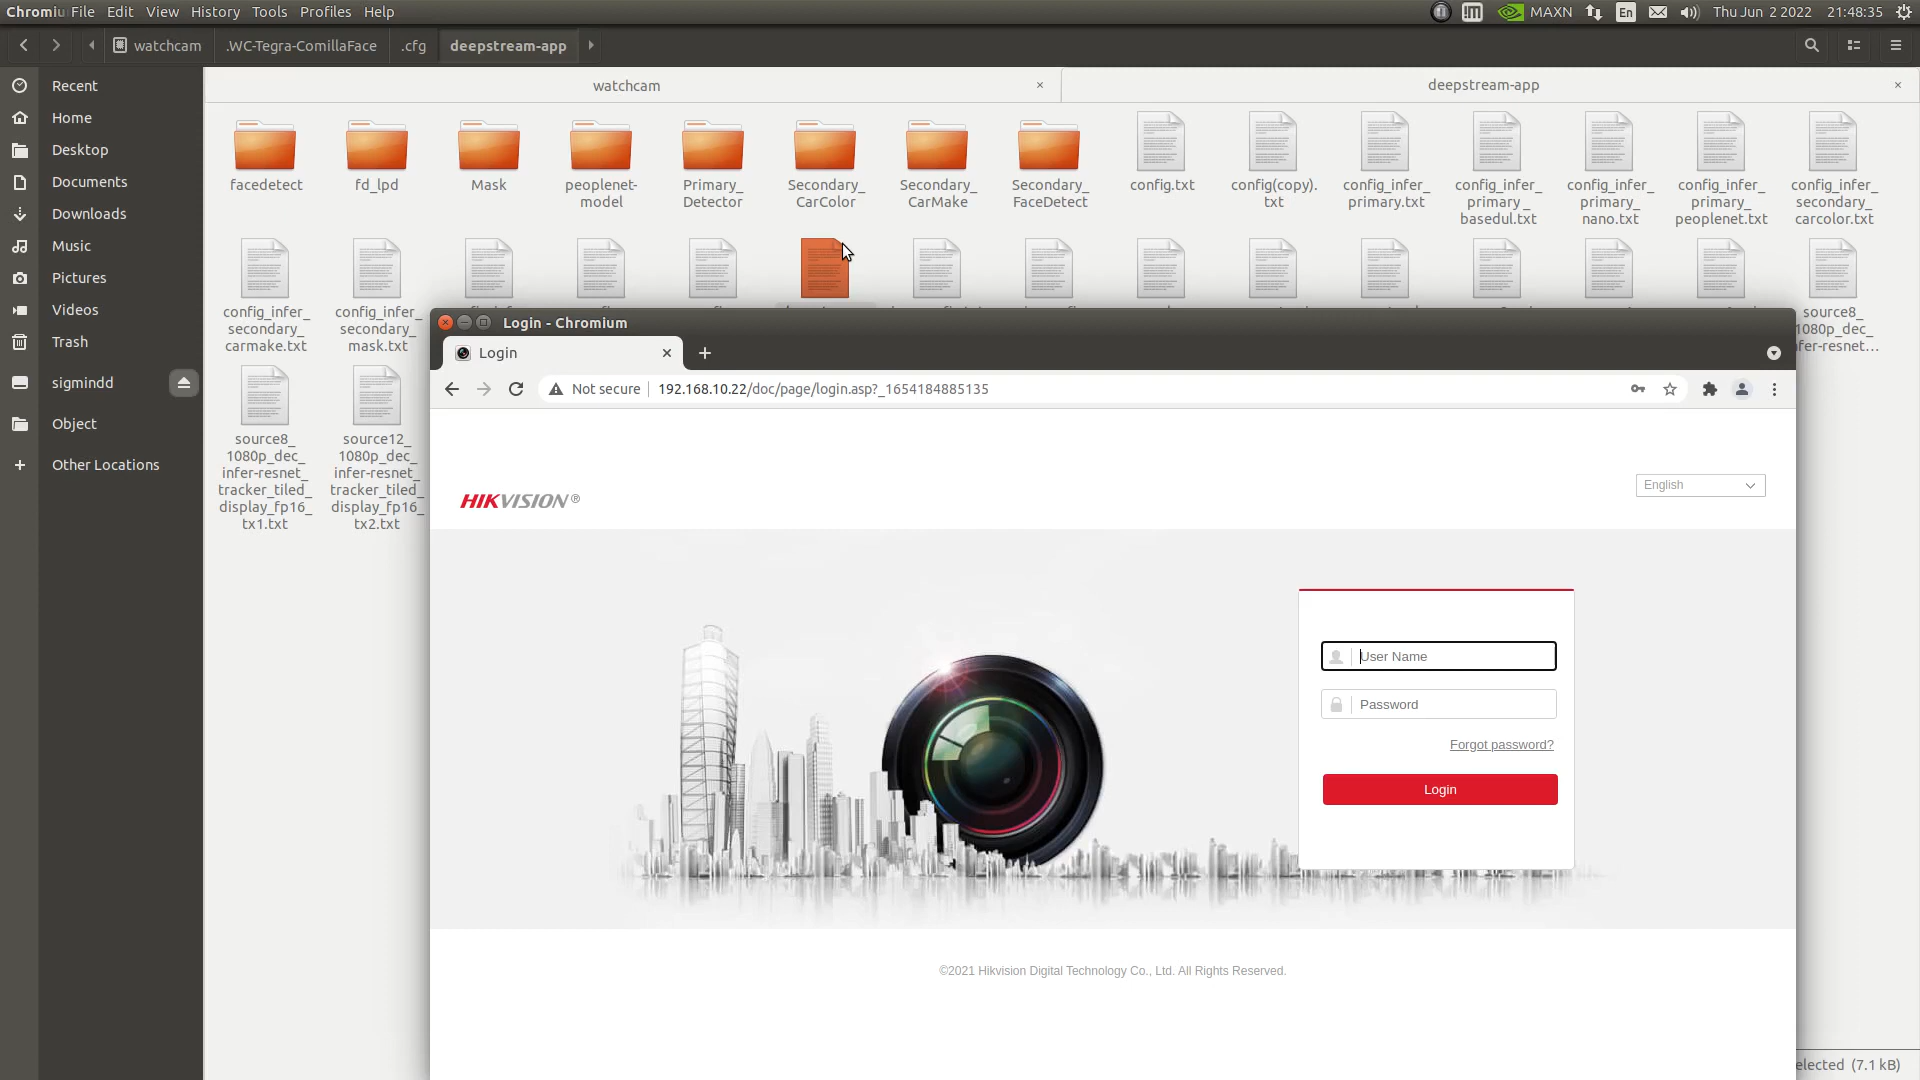 Chromiu File Edit View History Tools Profiles Help
MAXN En Thu Jun 2 2022 21:48:35
watchcam .WC-Tegra-ComillaFace .cfg deepstream-app
Recent
Home
Desktop
Documents
Downloads
Music
Pictures
Videos
Trash
sigmindd
Object
Other Locations
watchcam
deepstream-app
facedetect
fd_lpd
Mask
peoplenet-
model
Primary_
Detector
Secondary_
CarColor
Secondary_
CarMake
Secondary_
FaceDetect
config.txt
config(copy).
txt
config_infer_
primary.txt
config_infer_
primary_
basedul.txt
config_infer_
primary_
nano.txt
config_infer_
primary_
peoplenet.txt
config_infer_
secondary_
carcolor.txt
config_infer_
secondary_
carmake.txt
config_infer_
secondary_
mask.txt
source8_
1080p_dec_
nfer-resnet...
source8_
1080p_dec_
infer-resnet_
tracker_tiled_
display_fp16_
tx1.txt
source12_
1080p_dec_
infer-resnet_
tracker_tiled_
display_fp16_
tx2.txt
Login - Chromium
Login
Not secure 192.168.10.22/doc/page/login.asp?_1654184885135
HIKVISION®
English
User Name
Password
Forgot password?
Login
©2021 Hikvision Digital Technology Co., Ltd. All Rights Reserved.
elected (7.1 kB)